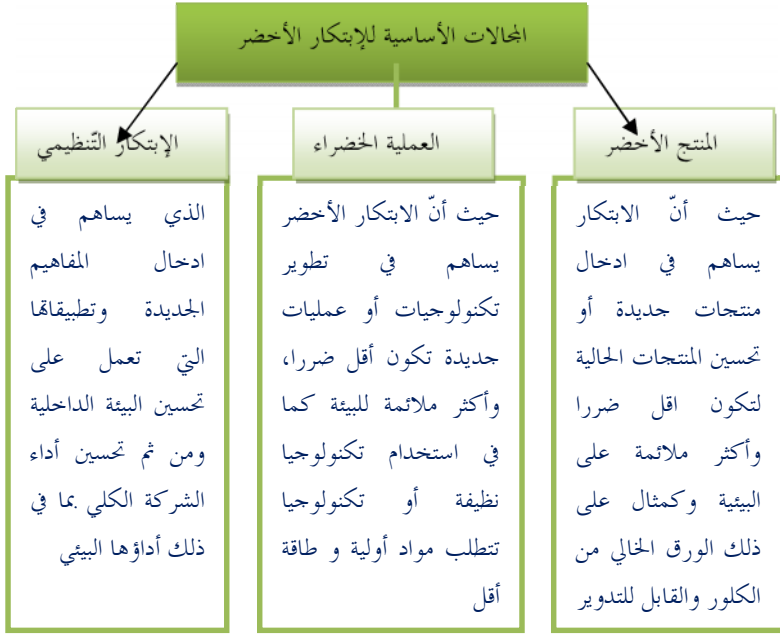 المجالات الأساسية للإبتكار الأخضر
المنتج الأخضر
حيث أنّ الابتكار
يساهم في ادخال
منتجات جديدة أو
تحسين المنتجات الحالية
لتكون اقل ضررا
وأكثر ملائمة على
البيئية وكمثال على
ذلك الورق الخالي من
الكلور والقابل للتدوير
العملية الخضراء
حيث أنّ الابتكار الأخضر
يساهم في تطوير
تكنولوجيات أو عمليات
جديدة تكون أقل ضررا،
وأكثر ملائمة للبيئة كما
في استخدام تكنولوجيا
نظيفة أو تكنولوجيا
تتطلب مواد أولية و طاقة
أقل
الإبتكار التّنظيمي
الذي يساهم في
ادخال المفاهيم
الجديدة وتطبيقاتها
التي تعمل على
تحسين البيئة الداخلية
ومن ثم تحسين أداء
الشركة الكلي بما في
ذلك أداؤها البيئي